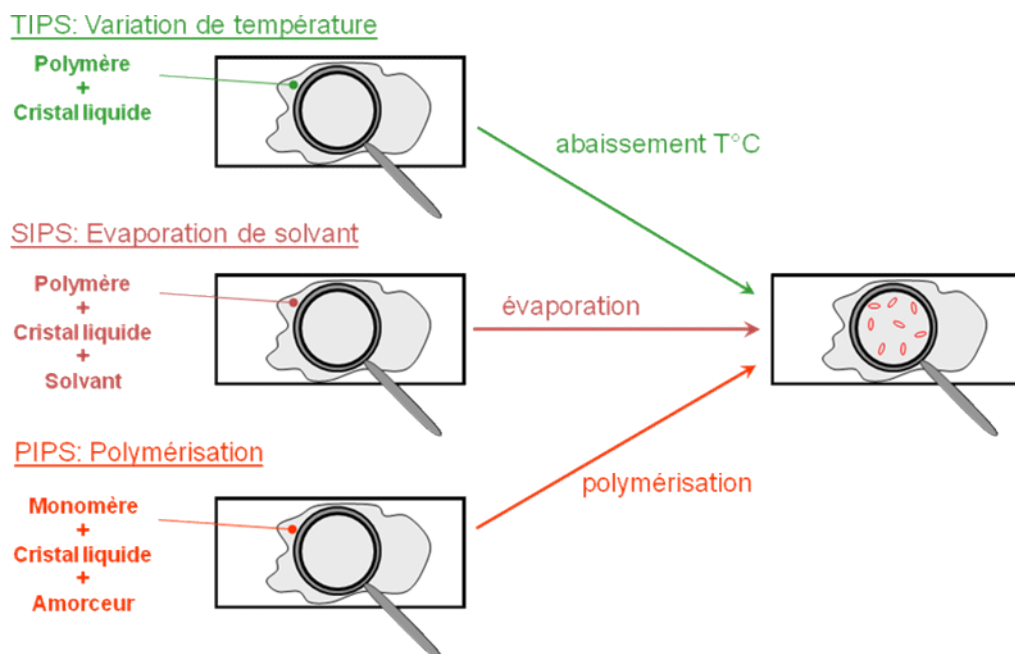 TIPS: Variation de température
Polymère
+
Cristal liquide
abaissement T°C
SIPS: Evaporation de solvant
Polymère
+
Cristal liquide
+
Solvant
évaporation
PIPS: Polymérisation
Monomère
+
Cristal liquide
+
Amorceur
polymérisation